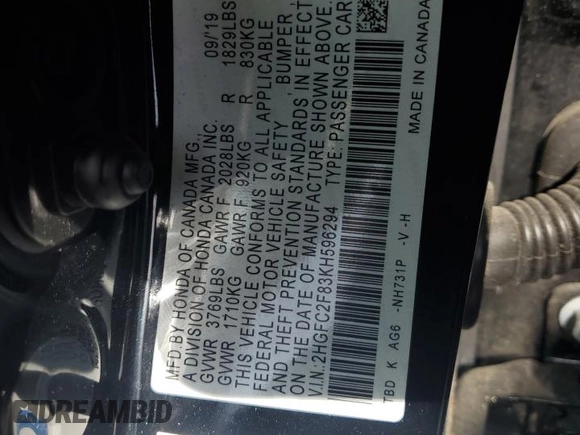 MFD.BY HONDA OF CANADA MFG. 09/19
A DIVISION OF HONDA CANADA INC.
GVWR 3769LBS GAWR F 2028LBS R 1829LBS
GVWR 1710KG GAWR F 920KG R 830KG
THIS VEHICLE CONFORMS TO ALL APPLICABLE
FEDERAL MOTOR VEHICLE SAFETY, BUMPER,
AND THEFT PREVENTION STANDARDS IN EFFECT
ON THE DATE OF MANUFACTURE SHOWN ABOVE.
V.I.N.:2HGFC2F83KH596294 TYPE: PASSENGER CAR
TBD K AG6 -NH731P -V -H MADE IN CANADA
DREAMBID